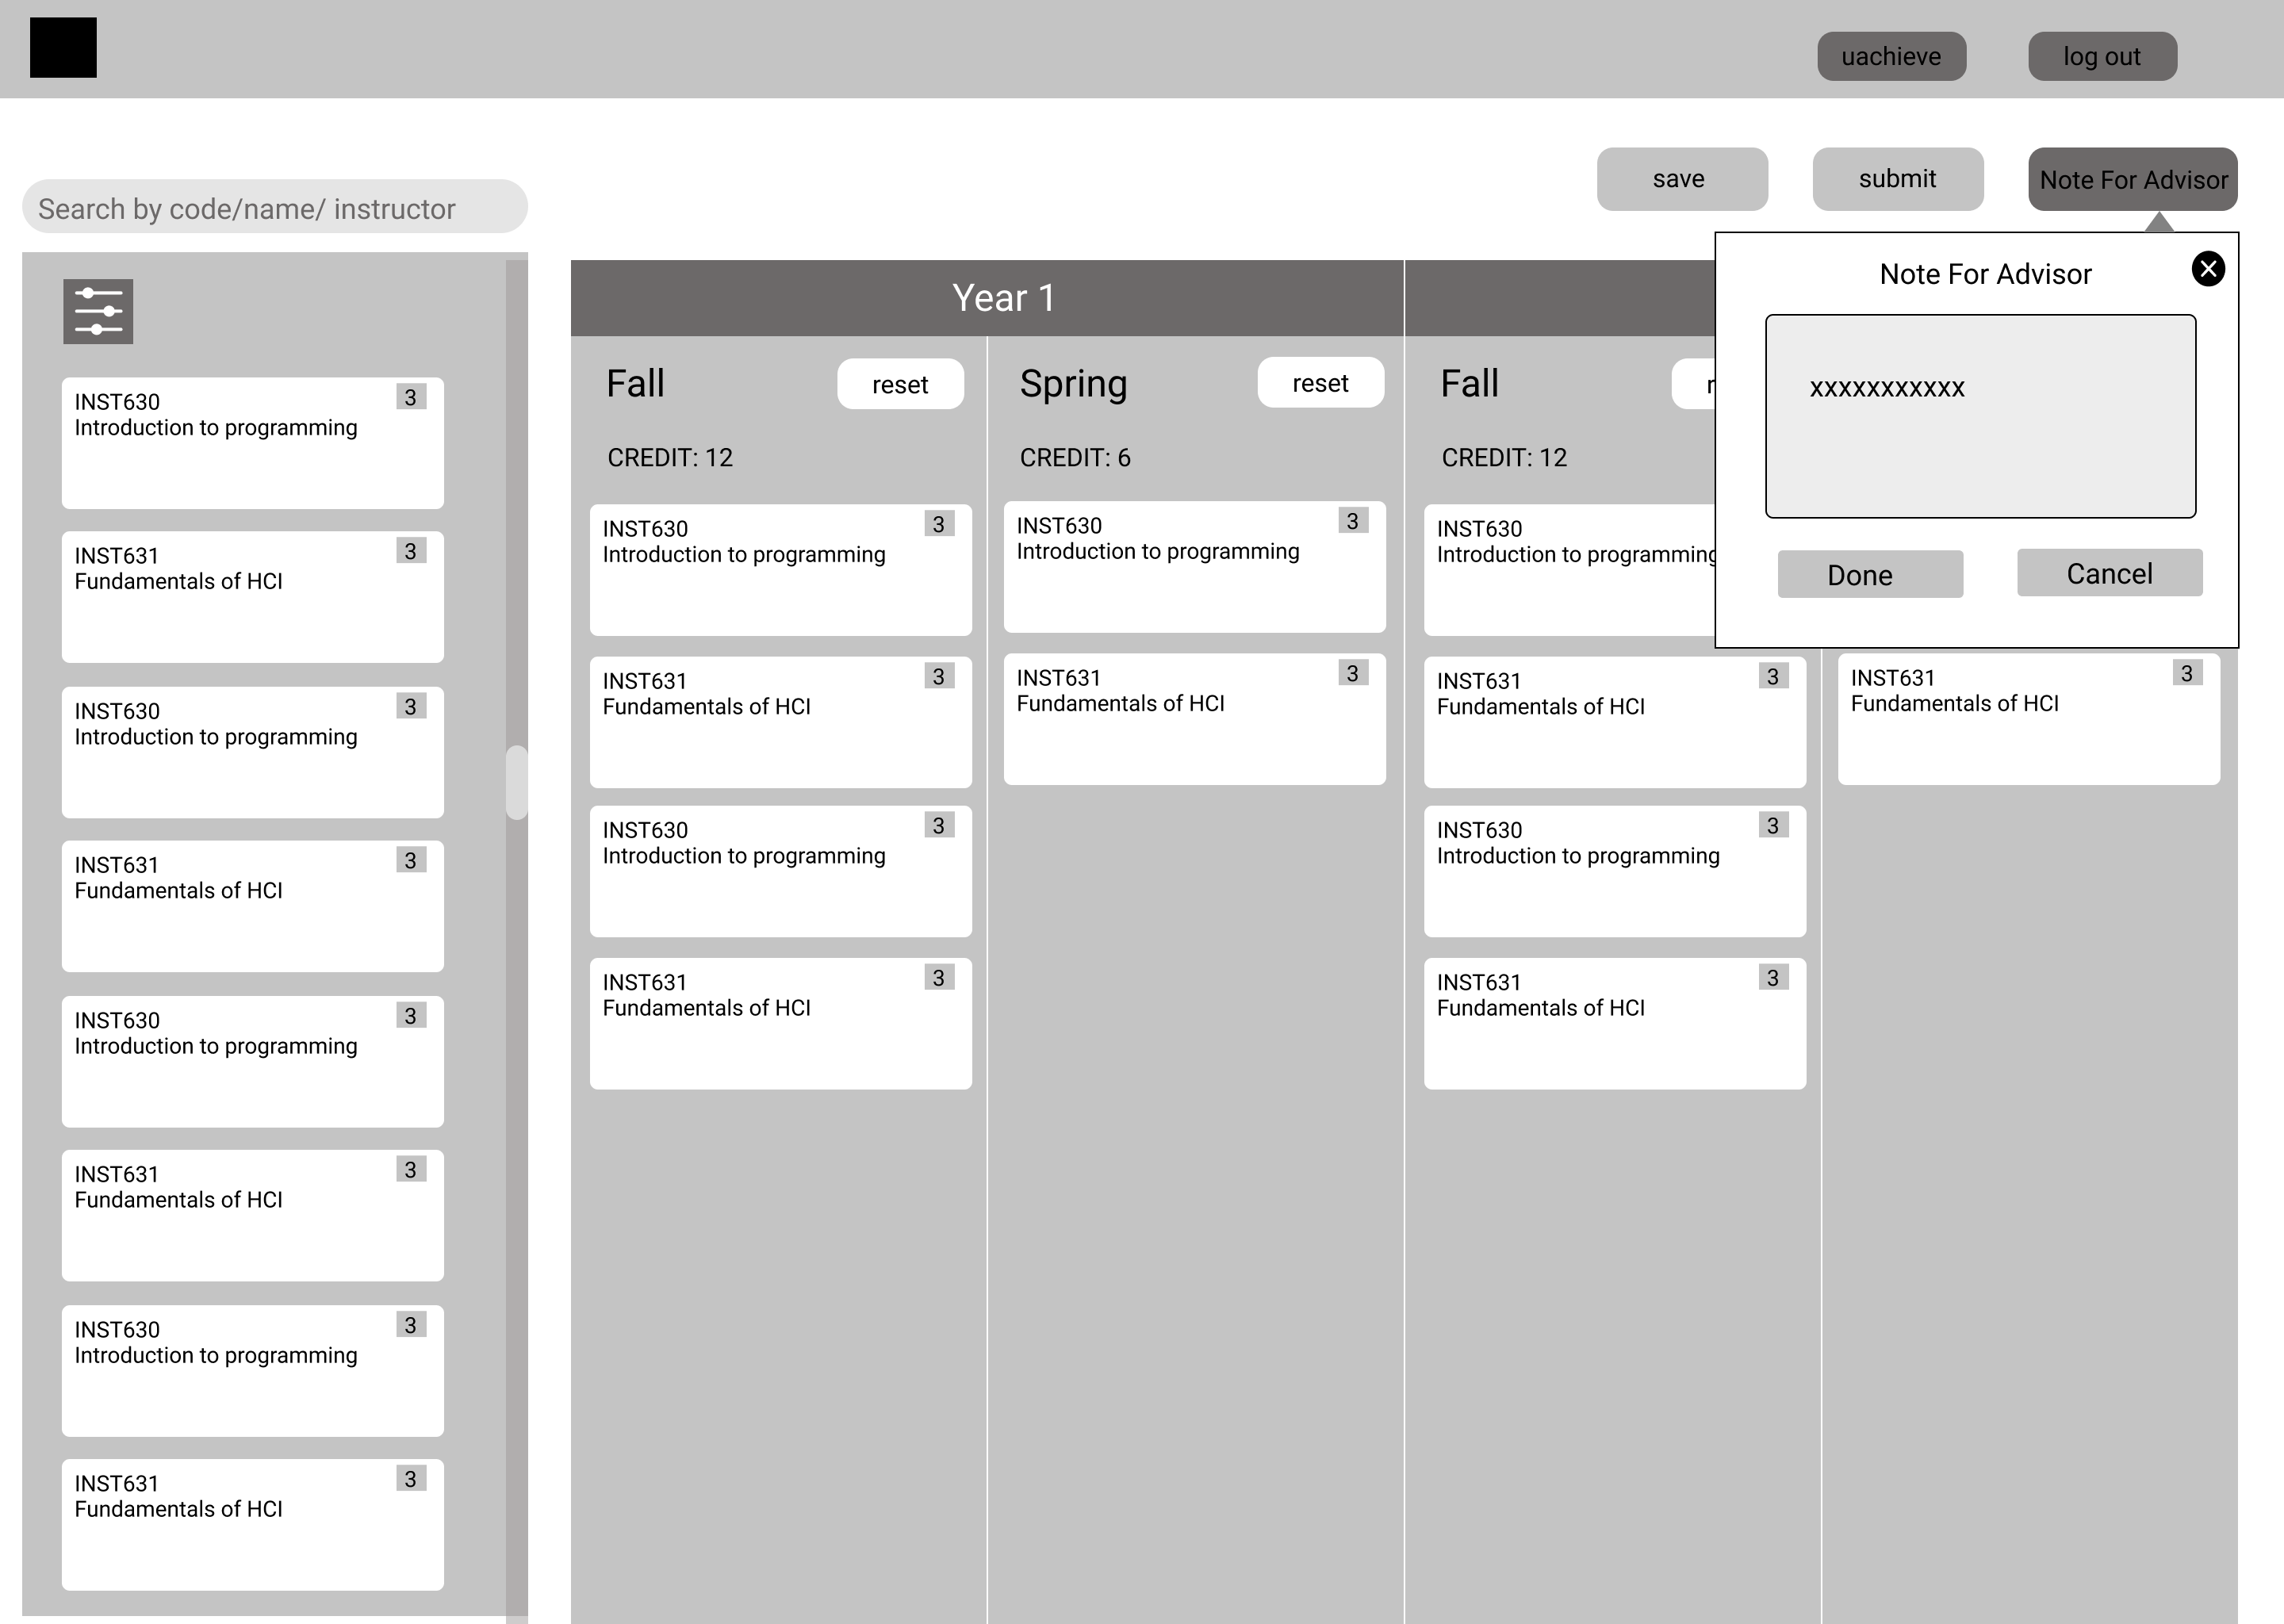 uachieve
log out
save
submit
Note For Advisor
Search by code/name/ instructor
Note For Advisor
xxxxxxxxxxx
Done
Cancel
INST630
3
Introduction to programming
INST631
3
Fundamentals of HCI
INST630
3
Introduction to programming
INST631
3
Fundamentals of HCI
INST630
3
Introduction to programming
INST631
3
Fundamentals of HCI
INST630
3
Introduction to programming
INST631
3
Fundamentals of HCI
Year 1
Fall
reset
CREDIT: 12
INST630
3
Introduction to programming
INST631
3
Fundamentals of HCI
INST630
3
Introduction to programming
INST631
3
Fundamentals of HCI
Spring
reset
CREDIT: 6
INST630
3
Introduction to programming
INST631
3
Fundamentals of HCI
Fall
CREDIT: 12
INST630
Introduction to programming
INST631
3
Fundamentals of HCI
INST630
3
Introduction to programming
INST631
3
Fundamentals of HCI
INST631
3
Fundamentals of HCI